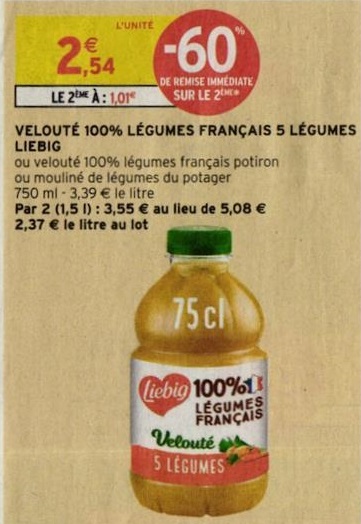 L'UNITÉ
2,54 €
-60%
DE REMISE IMMÉDIATE
SUR LE 2ÈME
LE 2ÈME À : 1,01€
VELOUTÉ 100% LÉGUMES FRANÇAIS 5 LÉGUMES
LIEBIG
ou velouté 100% légumes français potiron
ou mouliné de légumes du potager
750 ml - 3,39 € le litre
Par 2 (1,5 l) : 3,55 € au lieu de 5,08 €
2,37 € le litre au lot
75 cl
Liebig 100%
LÉGUMES
FRANÇAIS
Velouté
5 LÉGUMES